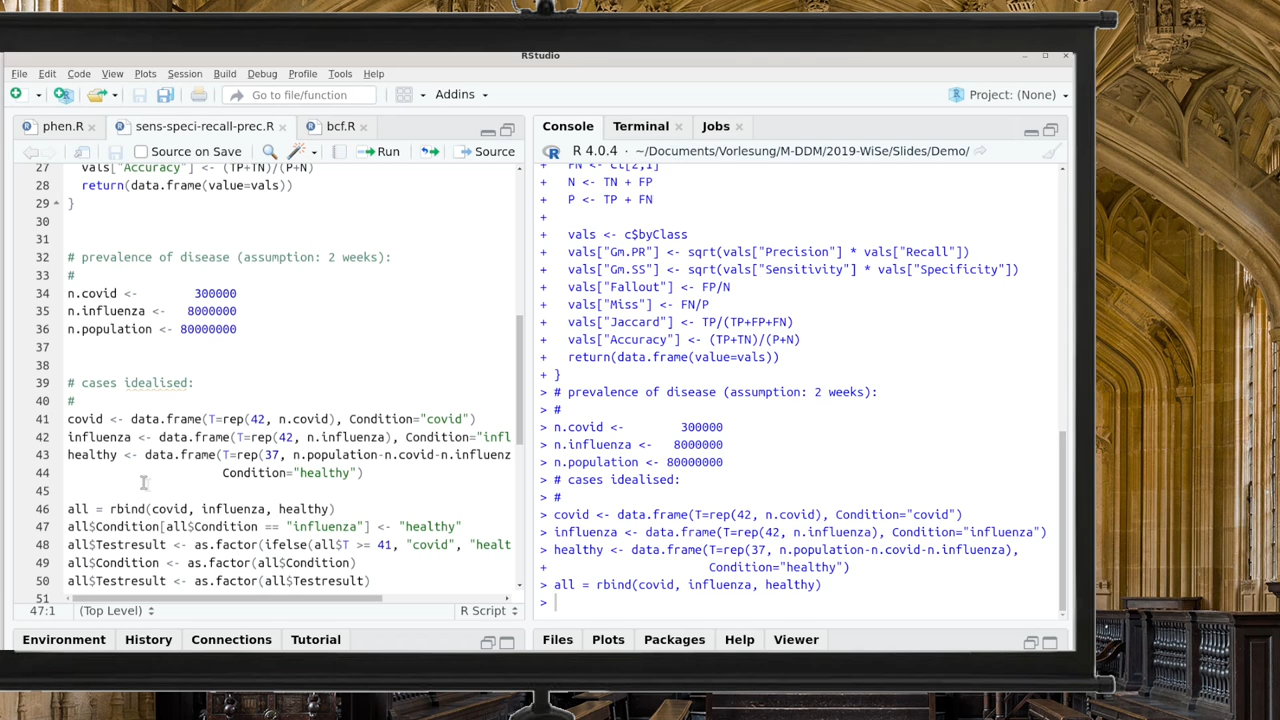 RStudio
File Edit Code View Plots Session Build Debug Profile Tools Help
Go to file/function Addins Project: (None)
phen.R sens-speci-recall-prec.R bcf.R
Source on Save Run Source
27 vals["Accuracy"] <- (TP+TN)/(P+N)
28 return(data.frame(value=vals))
29 }
30
31
32 # prevalence of disease (assumption: 2 weeks):
33 #
34 n.covid <- 300000
35 n.influenza <- 8000000
36 n.population <- 80000000
37
38
39 # cases idealised:
40 #
41 covid <- data.frame(T=rep(42, n.covid), Condition="covid")
42 influenza <- data.frame(T=rep(42, n.influenza), Condition="infl
43 healthy <- data.frame(T=rep(37, n.population-n.covid-n.influenz
44 Condition="healthy")
45
46 all = rbind(covid, influenza, healthy)
47 all$Condition[all$Condition == "influenza"] <- "healthy"
48 all$Testresult <- as.factor(ifelse(all$T >= 41, "covid", "healt
49 all$Condition <- as.factor(all$Condition)
50 all$Testresult <- as.factor(all$Testresult)
51
47:1 (Top Level) R Script
Environment History Connections Tutorial
Console Terminal Jobs
R 4.0.4 · ~/Documents/Vorlesung/M-DDM/2019-WiSe/Slides/Demo/
+ FN <- Ct[2,1]
+ N <- TN + FP
+ P <- TP + FN
+
+ vals <- c$byClass
+ vals["Gm.PR"] <- sqrt(vals["Precision"] * vals["Recall"])
+ vals["Gm.SS"] <- sqrt(vals["Sensitivity"] * vals["Specificity"])
+ vals["Fallout"] <- FP/N
+ vals["Miss"] <- FN/P
+ vals["Jaccard"] <- TP/(TP+FP+FN)
+ vals["Accuracy"] <- (TP+TN)/(P+N)
+ return(data.frame(value=vals))
+ }
> # prevalence of disease (assumption: 2 weeks):
> #
> n.covid <- 300000
> n.influenza <- 8000000
> n.population <- 80000000
> # cases idealised:
> #
> covid <- data.frame(T=rep(42, n.covid), Condition="covid")
> influenza <- data.frame(T=rep(42, n.influenza), Condition="influenza")
> healthy <- data.frame(T=rep(37, n.population-n.covid-n.influenza),
+ Condition="healthy")
> all = rbind(covid, influenza, healthy)
>
Files Plots Packages Help Viewer